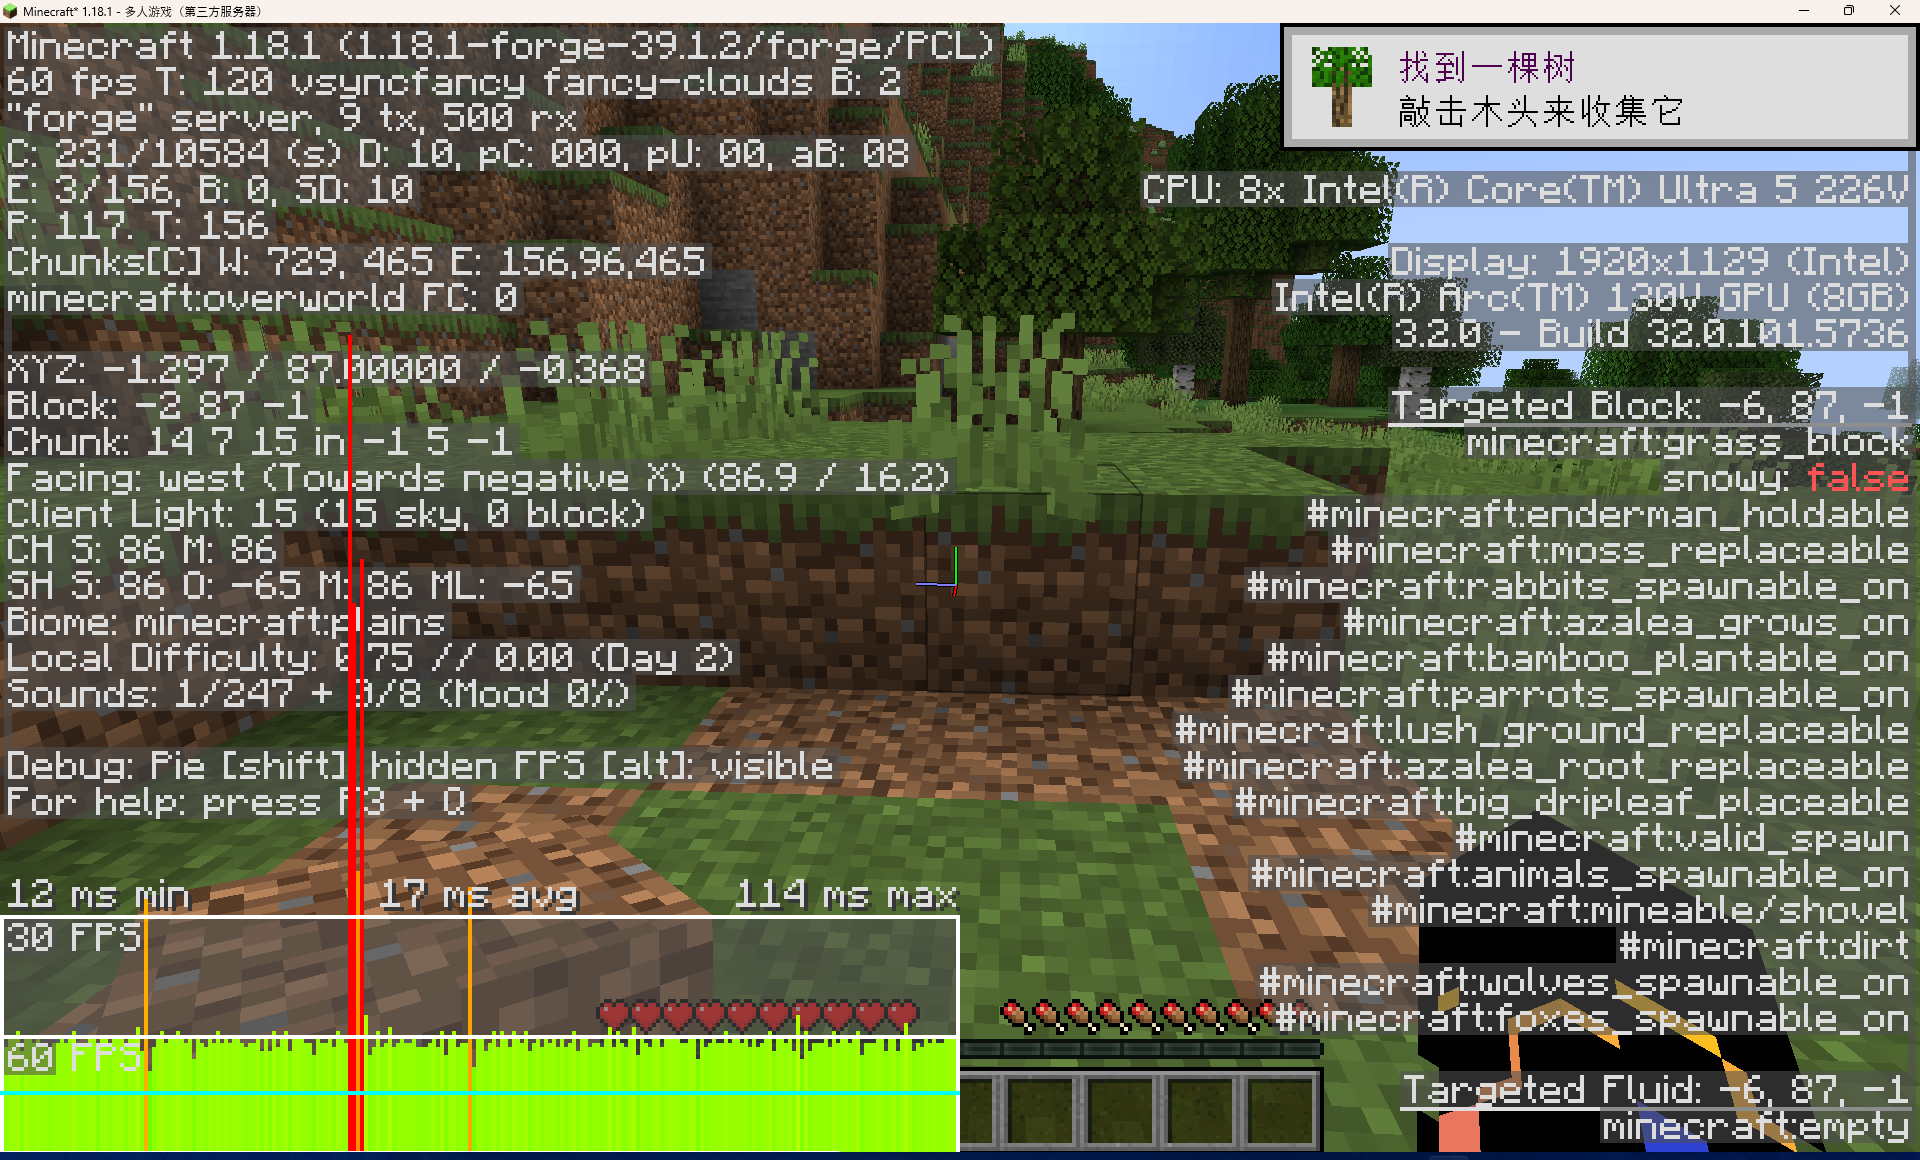 Minecraft* 1.18.1 - 多人游戏（第三方服务器）
Minecraft 1.18.1 (1.18.1-forge-39.1.2/forge/FCL)
60 fps T: 120 vsyncfancy fancy-clouds B: 2
"forge" server, 9 tx, 500 rx
C: 231/10584 (s) D: 10, pC: 000, pU: 00, aB: 08
E: 3/156, B: 0, SD: 10
P: 117. T: 156
Chunks[C] W: 729, 465 E: 156,96,465
minecraft:overworld FC: 0
XYZ: -1.297 / 87.00000 / -0.368
Block: -2 87 -1
Chunk: 14 7 15 in -1 5 -1
Facing: west (Towards negative X) (86.9 / 16.2)
Client Light: 15 (15 sky, 0 block)
CH S: 86 M: 86
SH S: 86 O: -65 M: 86 ML: -65
Biome: minecraft:plains
Local Difficulty: 0.75 // 0.00 (Day 2)
Sounds: 1/247 + /8 (Mood 0%)
Debug: Pie [shift]: hidden FPS [alt]: visible
For help: press F3 + Q
12 ms min
17 ms avg
114 ms max
30 FPS
60 FPS
找到一棵树
敲击木头来收集它
CPU: 8x Intel(R) Core(TM) Ultra 5 226V
Display: 1920x1129 (Intel)
Intel(R) Arc(TM) 130V GPU (8GB)
3.2.0 - Build 32.0.101.5736
Targeted Block: -6, 87, -1
minecraft:grass_block
snowy: false
#minecraft:enderman_holdable
#minecraft:moss_replaceable
#minecraft:rabbits_spawnable_on
#minecraft:azalea_grows_on
#minecraft:bamboo_plantable_on
#minecraft:parrots_spawnable_on
#minecraft:lush_ground_replaceable
#minecraft:azalea_root_replaceable
#minecraft:big_dripleaf_placeable
#minecraft:valid_spawn
#minecraft:animals_spawnable_on
#minecraft:mineable/shovel
#minecraft:dirt
#minecraft:wolves_spawnable_on
#minecraft:foxes_spawnable_on
Targeted Fluid: -6, 87, -1
minecraft:empty